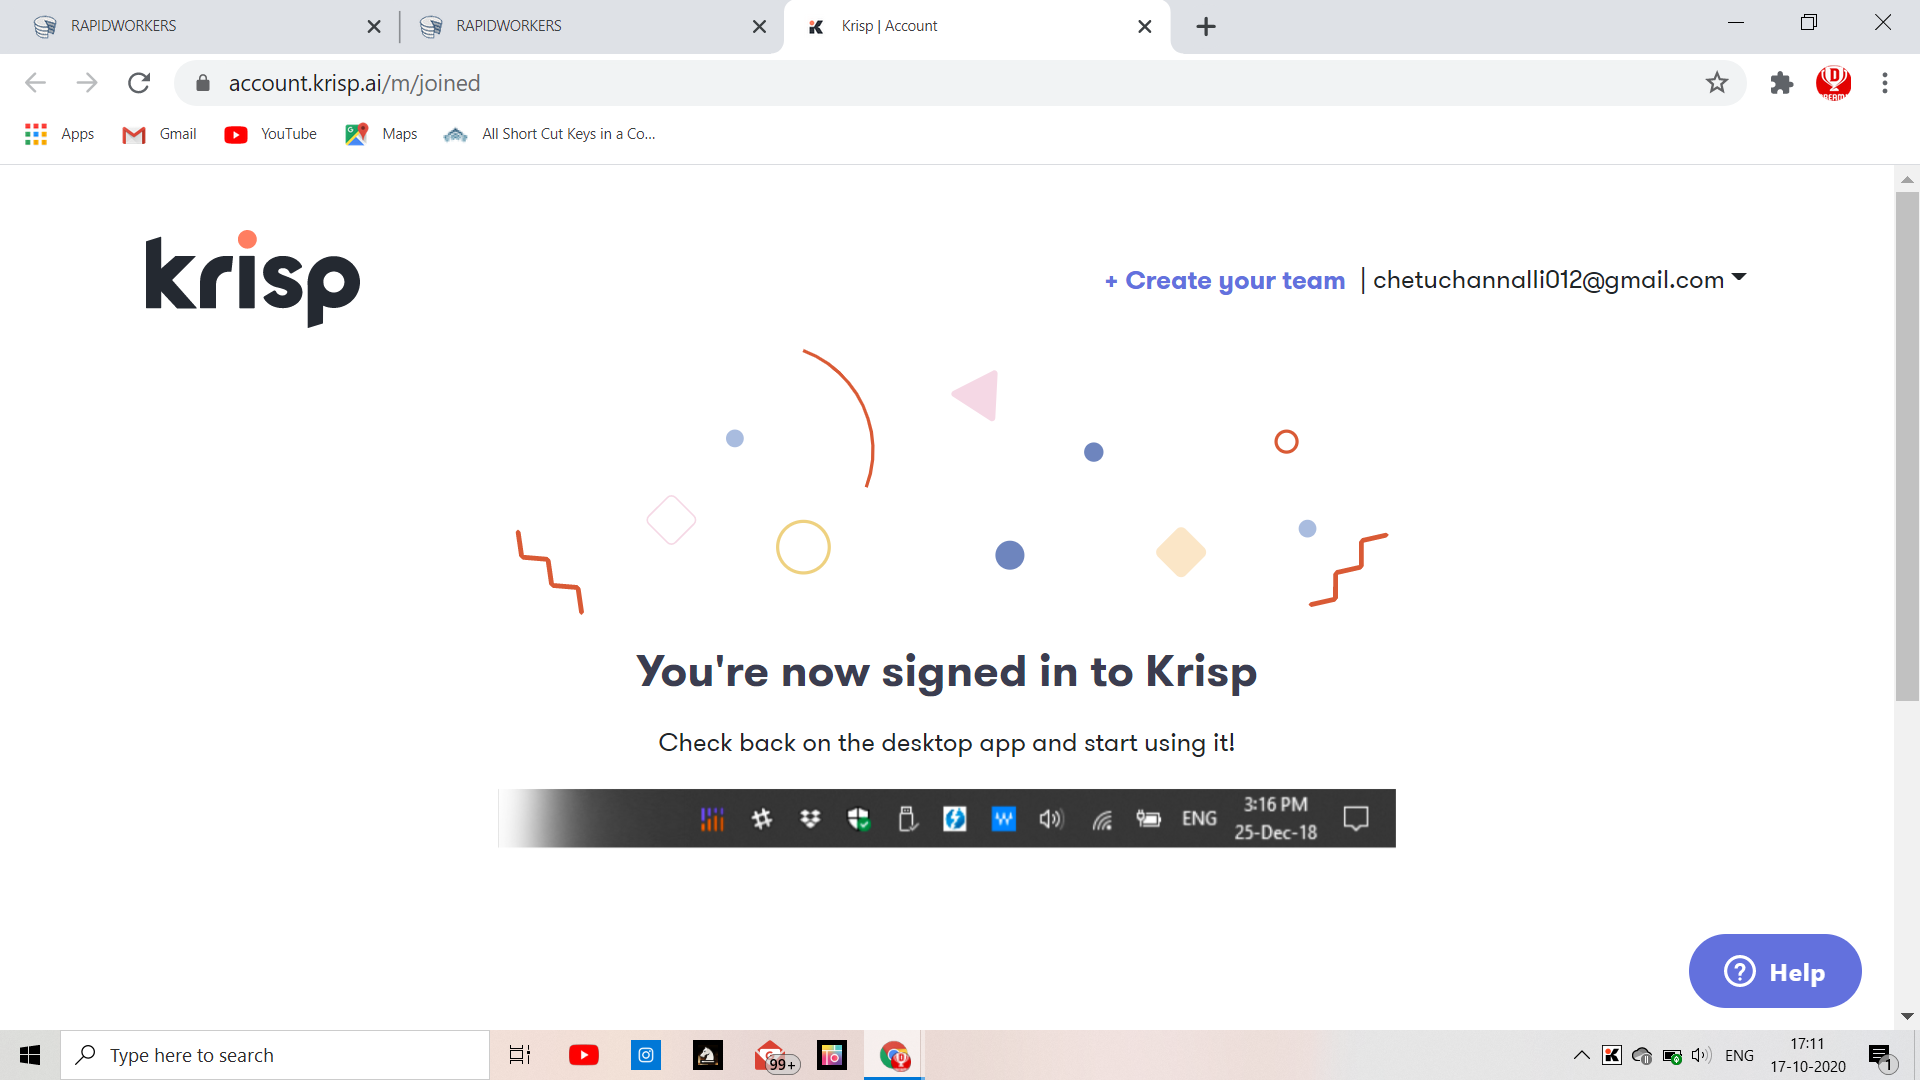 RAPIDWORKERS
RAPIDWORKERS
Krisp | Account
account.krisp.ai/m/joined
Apps
Gmail
YouTube
Maps
All Short Cut Keys in a Co...
krisp
+ Create your team | chetuchannalli012@gmail.com
You're now signed in to Krisp
Check back on the desktop app and start using it!
ENG
3:16 PM
25-Dec-18
Help
Type here to search
99+
ENG
17:11
17-10-2020
1